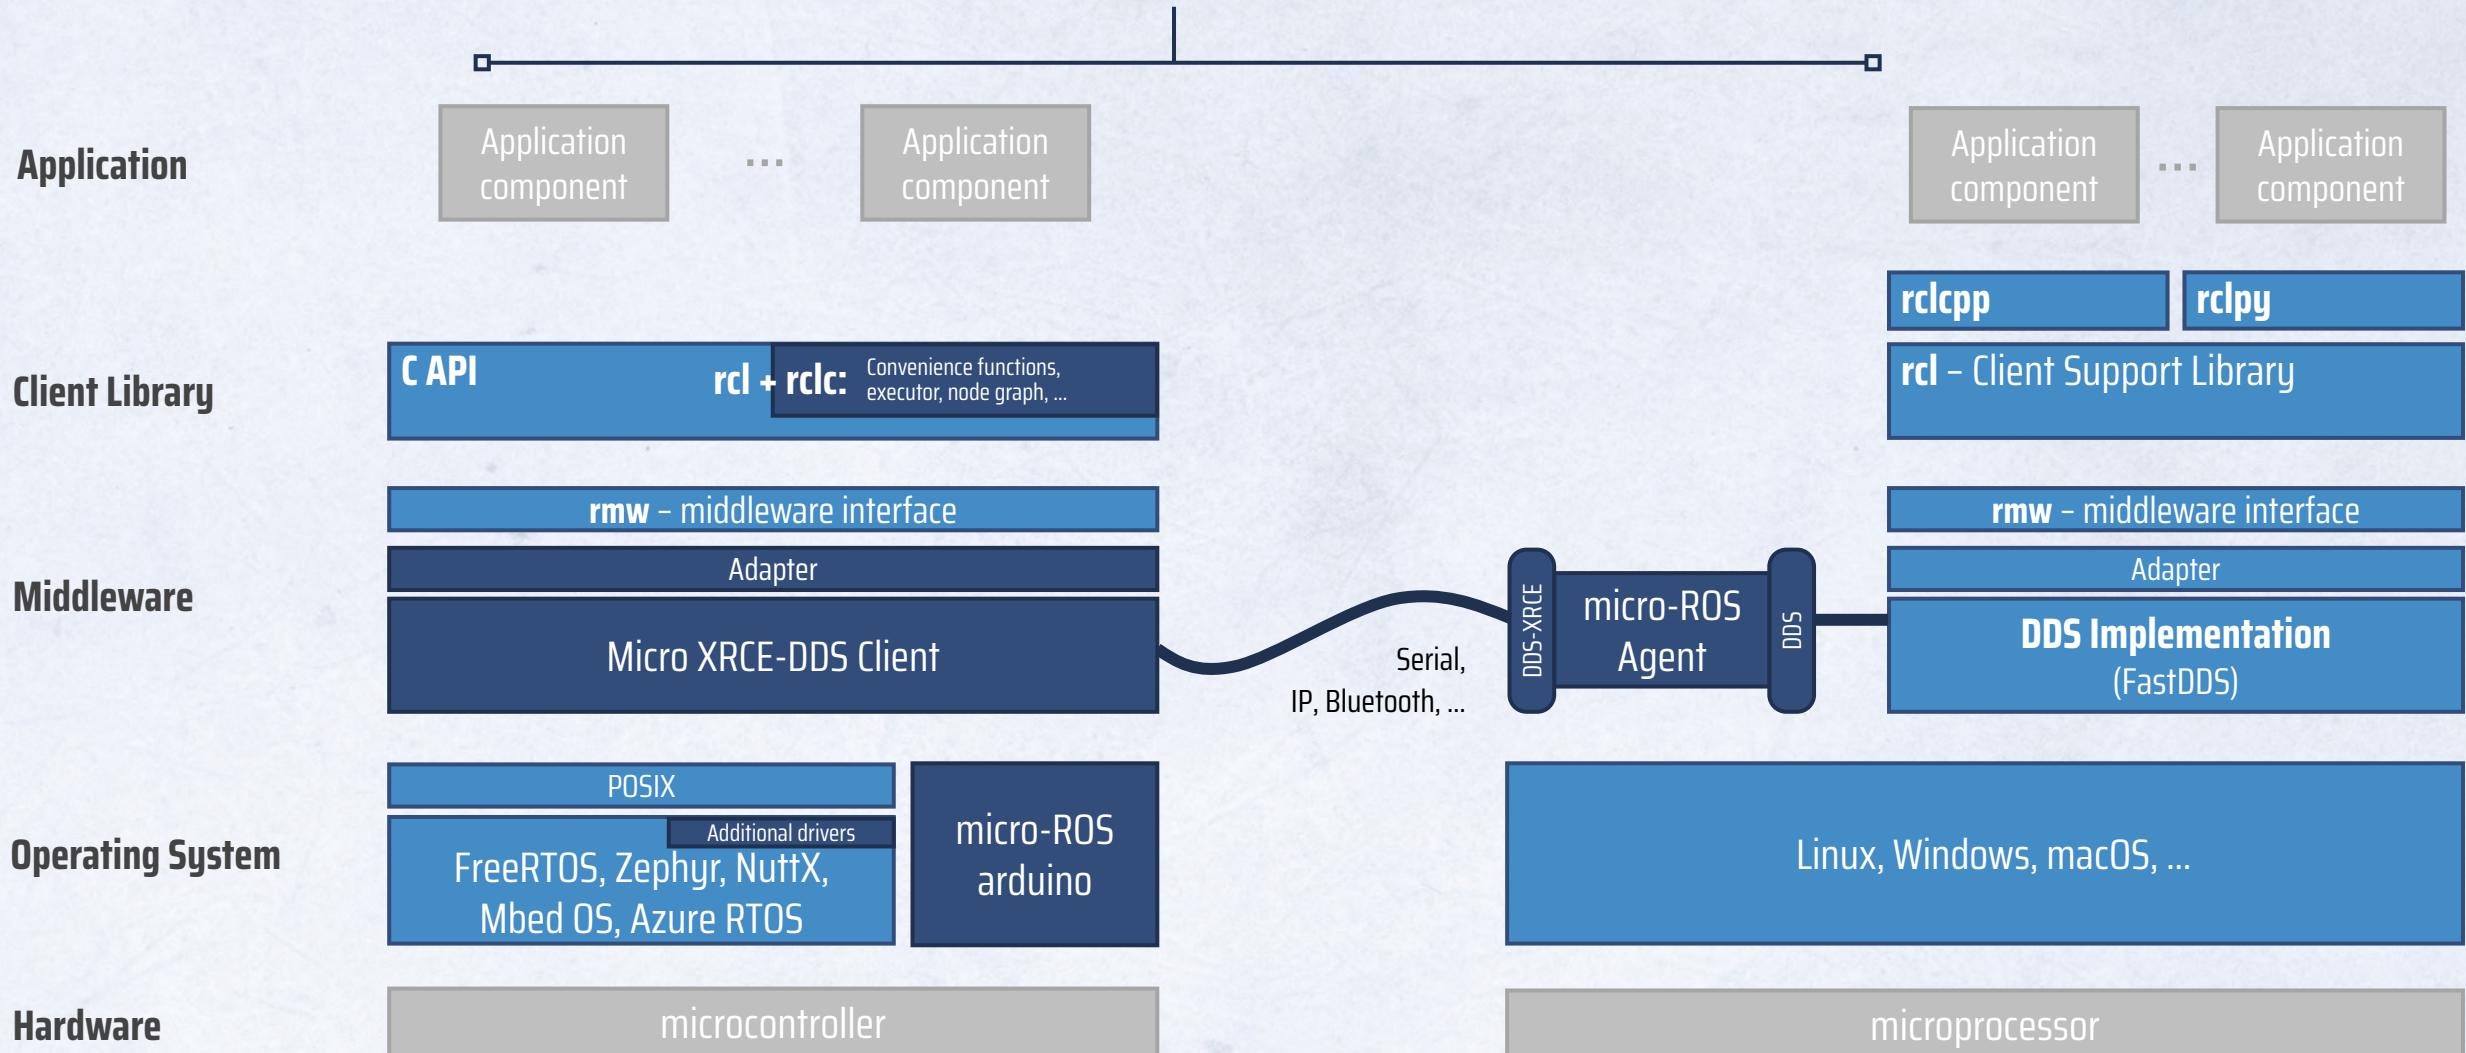 Application
Application
component
...
Application
component
Application
component
...
Application
component
Client Library
C API
rcl + rclc:
Convenience functions,
executor, node graph, ...
rclcpp
rclpy
rcl – Client Support Library
Middleware
rmw – middleware interface
Adapter
Micro XRCE-DDS Client
Serial,
IP, Bluetooth, ...
DDS-XRCE
micro-ROS
Agent
DDS
rmw – middleware interface
Adapter
DDS Implementation
(FastDDS)
Operating System
POSIX
Additional drivers
FreeRTOS, Zephyr, NuttX,
Mbed OS, Azure RTOS
micro-ROS
arduino
Linux, Windows, macOS, ...
Hardware
microcontroller
microprocessor